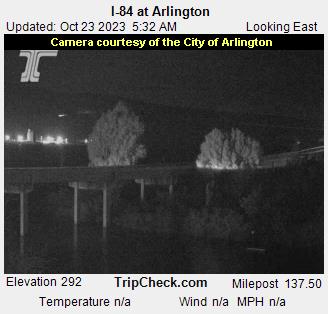 I-84 at Arlington
Updated: Oct 23 2023 5:32 AM Looking East
Camera courtesy of the City of Arlington
Elevation 292 TripCheck.com Milepost 137.50
Temperature n/a Wind n/a MPH n/a